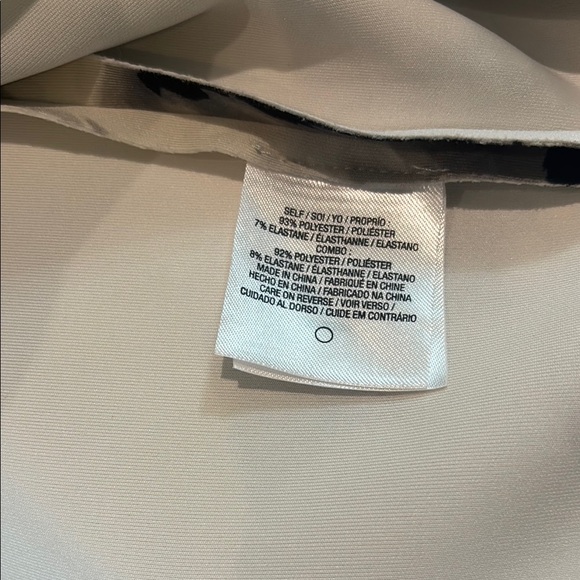 SELF / SOI / YO / PROPRÍO :
93% POLYESTER / POLIÉSTER
7% ELASTANE / ÉLASTHANNE / ELASTANO
COMBO :
92% POLYESTER / POLIÉSTER
8% ELASTANE / ÉLASTHANNE / ELASTANO
MADE IN CHINA / FABRIQUÉ EN CHINE
HECHO EN CHINA / FABRICADO NA CHINA
CARE ON REVERSE / VOIR VERSO /
CUIDADO AL DORSO / CUIDE EM CONTRÁRIO